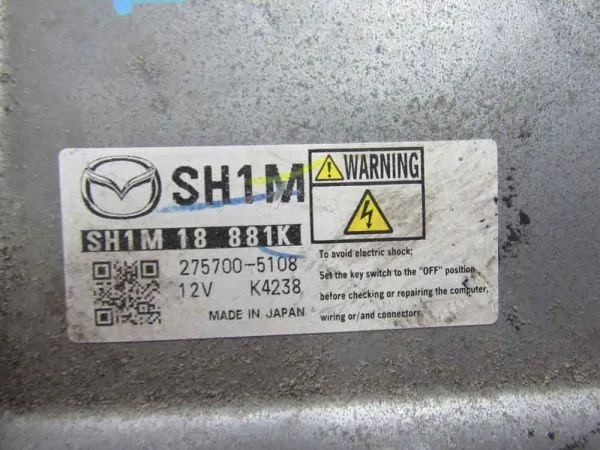 SH1M
SH1M 18 881K
275700-5108
12V K4238
MADE IN JAPAN
WARNING
To avoid electric shock;
Set the key switch to the "OFF" position
before checking or repairing the computer,
wiring or/and connectors.